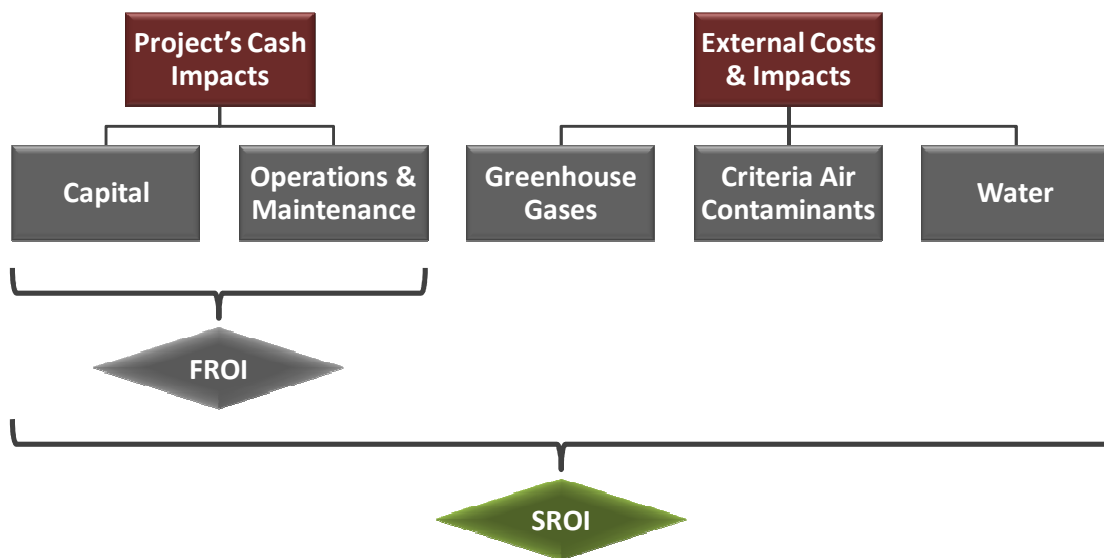 Project’s Cash
Impacts
External Costs
& Impacts
Capital
Operations &
Maintenance
Greenhouse
Gases
Criteria Air
Contaminants
Water
FROI
SROI